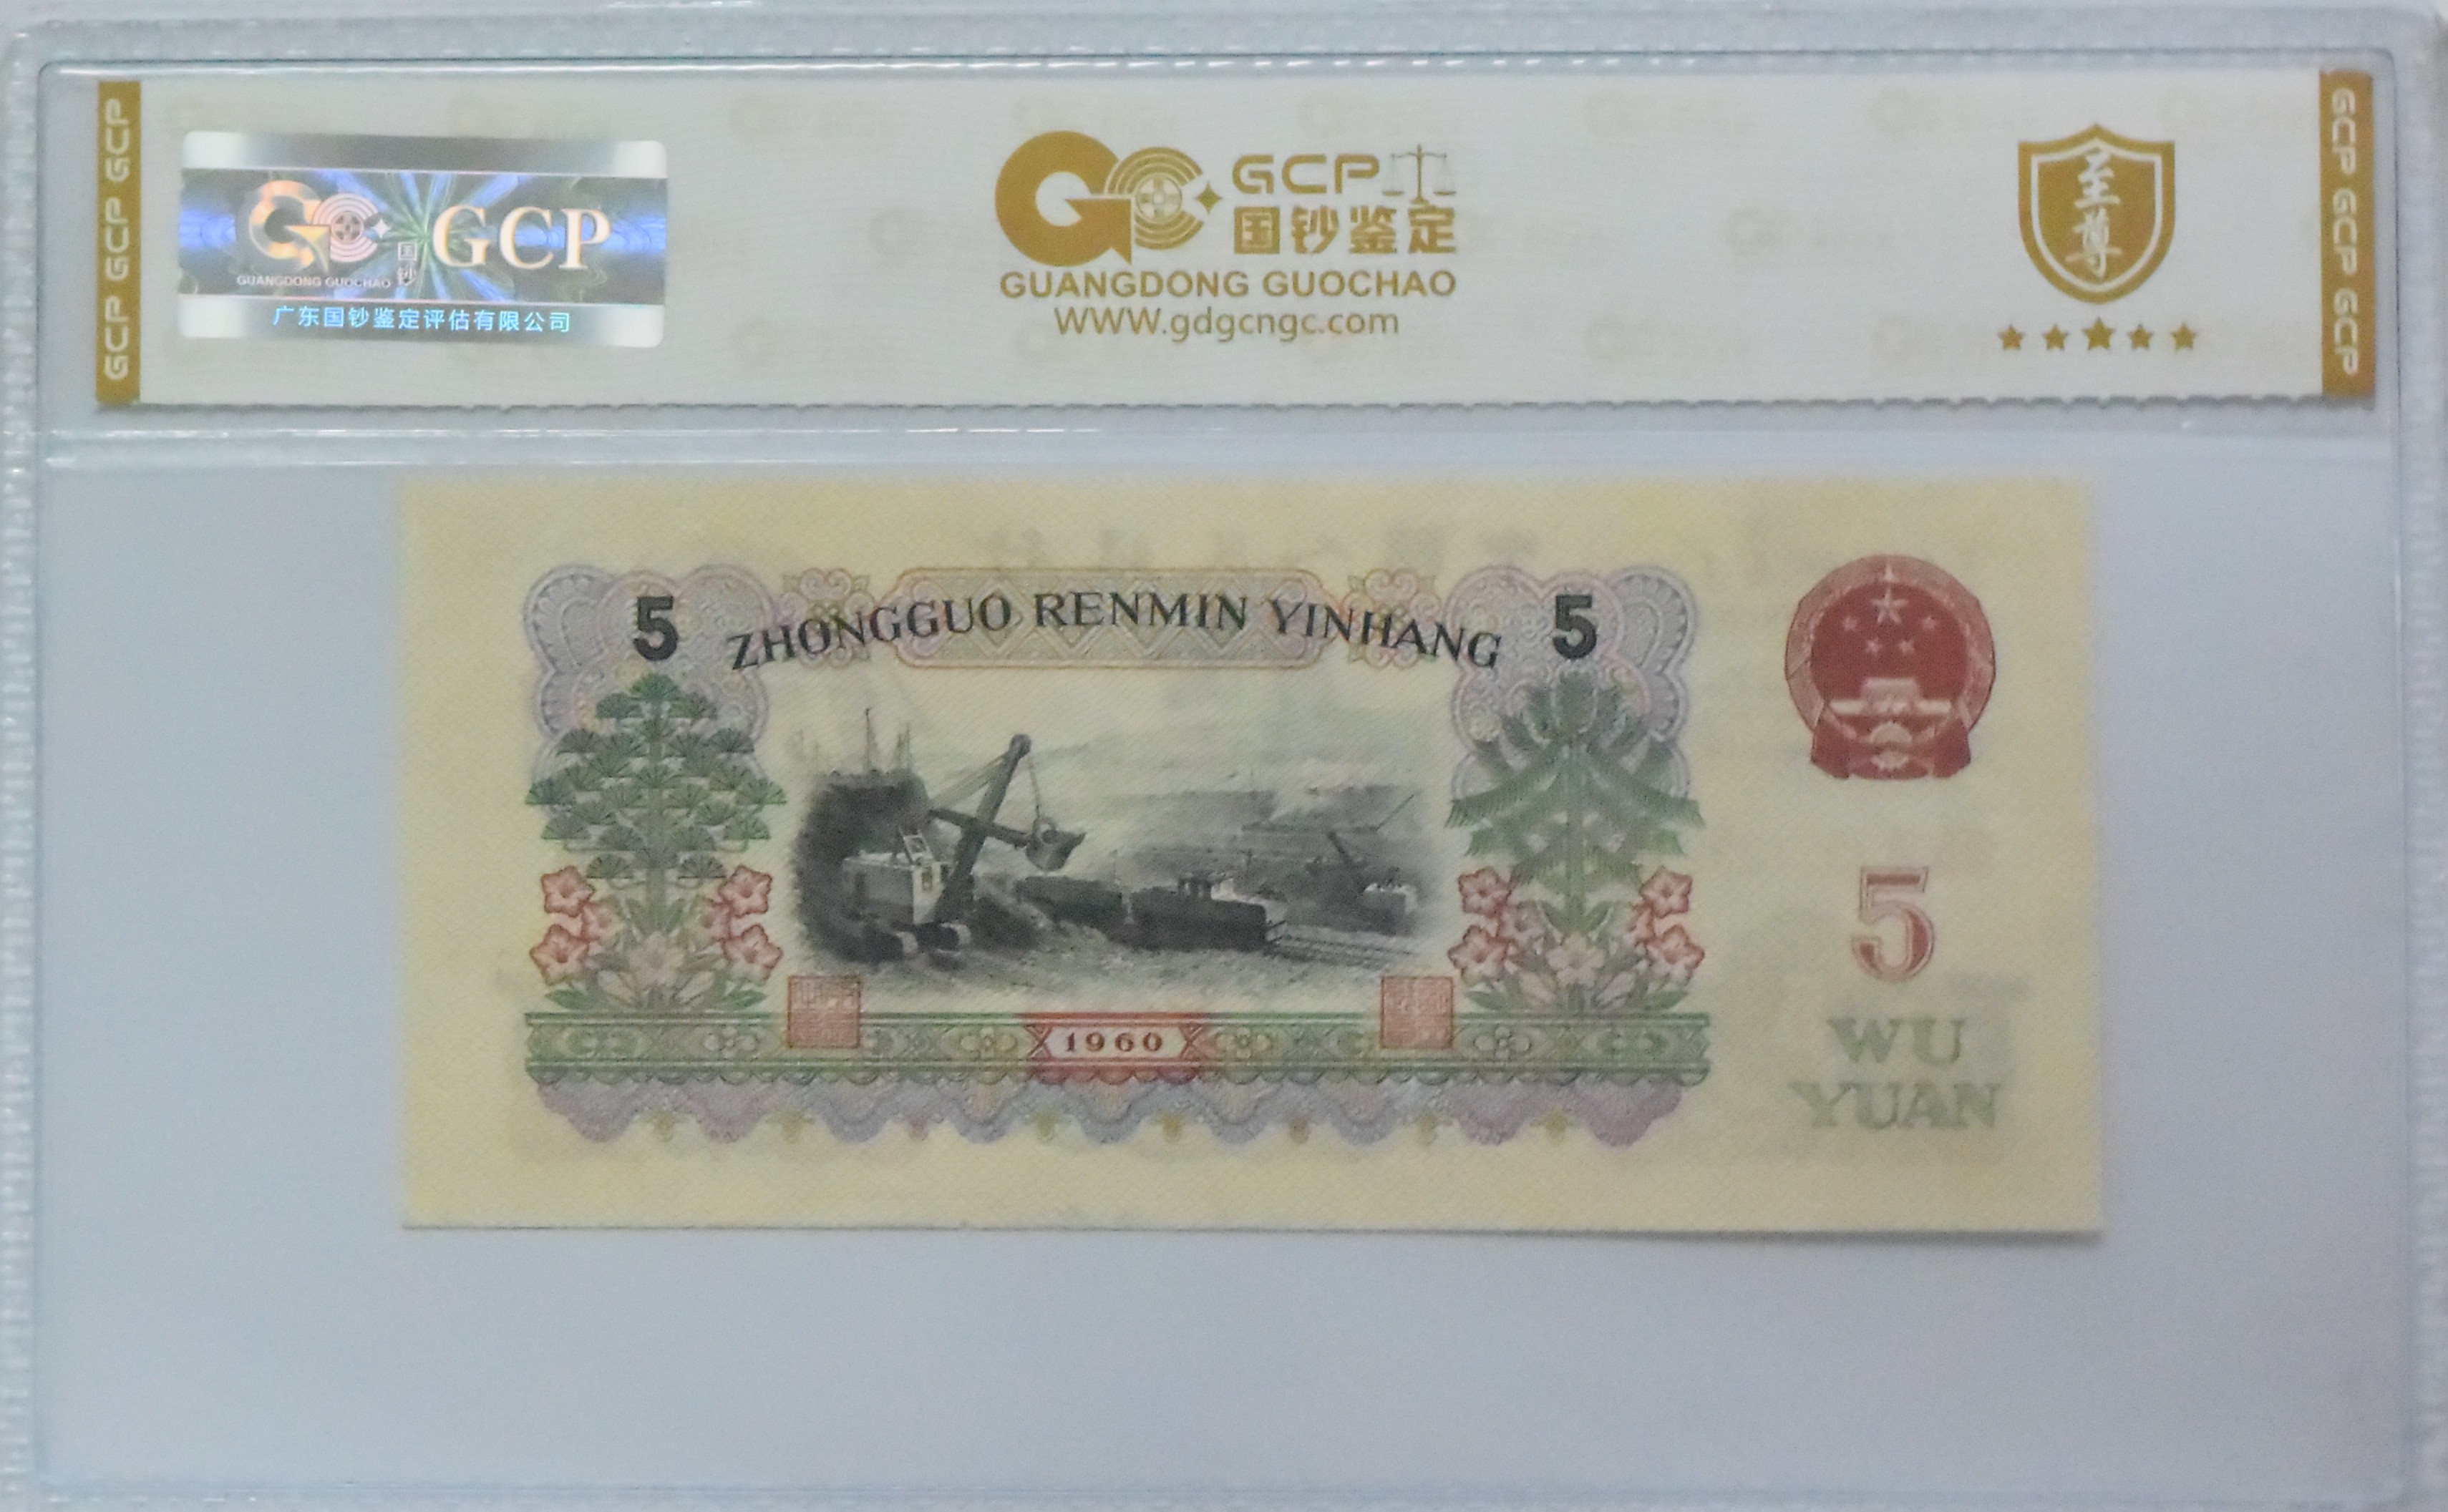 GCP GCP GCP
GCP
国钞
GUANGDONG GUOCHAO
广东国钞鉴定评估有限公司
GCP
国钞鉴定
GUANGDONG GUOCHAO
WWW.gdgcngc.com
至尊
GCP GCP GCP
5 ZHONGGUO RENMIN YINHANG 5
1960
5
WU
YUAN